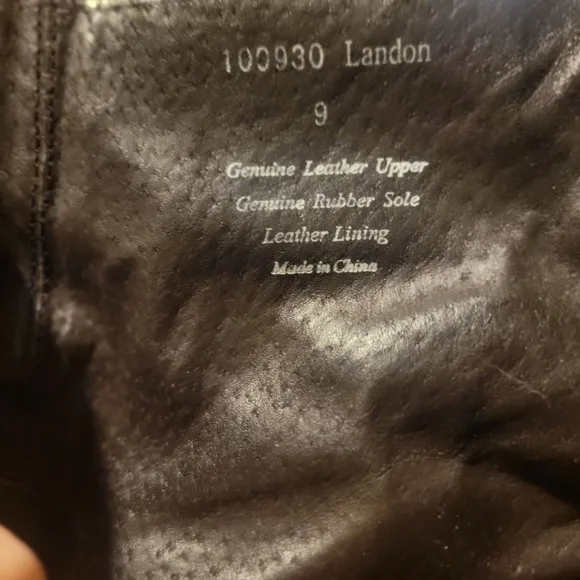 100930 Landon
9
Genuine Leather Upper
Genuine Rubber Sole
Leather Lining
Made in China